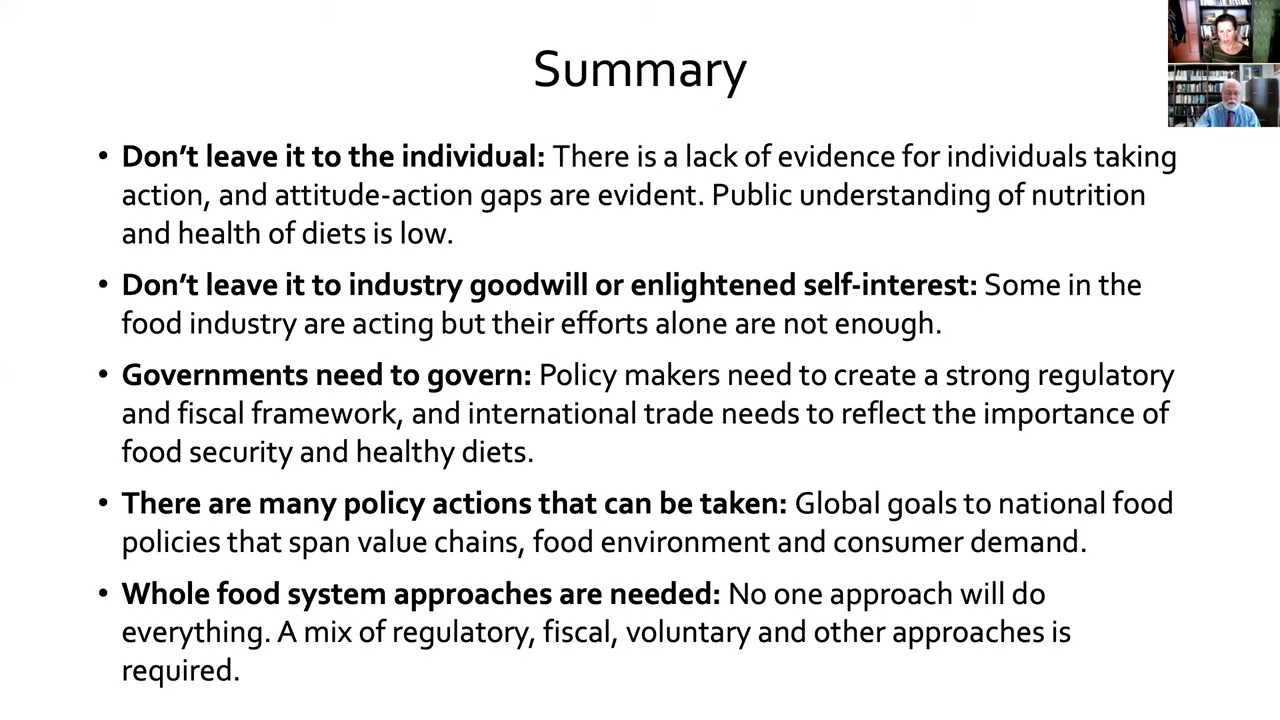 Summary
• Don’t leave it to the individual: There is a lack of evidence for individuals taking
action, and attitude-action gaps are evident. Public understanding of nutrition
and health of diets is low.
• Don’t leave it to industry goodwill or enlightened self-interest: Some in the
food industry are acting but their efforts alone are not enough.
• Governments need to govern: Policy makers need to create a strong regulatory
and fiscal framework, and international trade needs to reflect the importance of
food security and healthy diets.
• There are many policy actions that can be taken: Global goals to national food
policies that span value chains, food environment and consumer demand.
• Whole food system approaches are needed: No one approach will do
everything. A mix of regulatory, fiscal, voluntary and other approaches is
required.